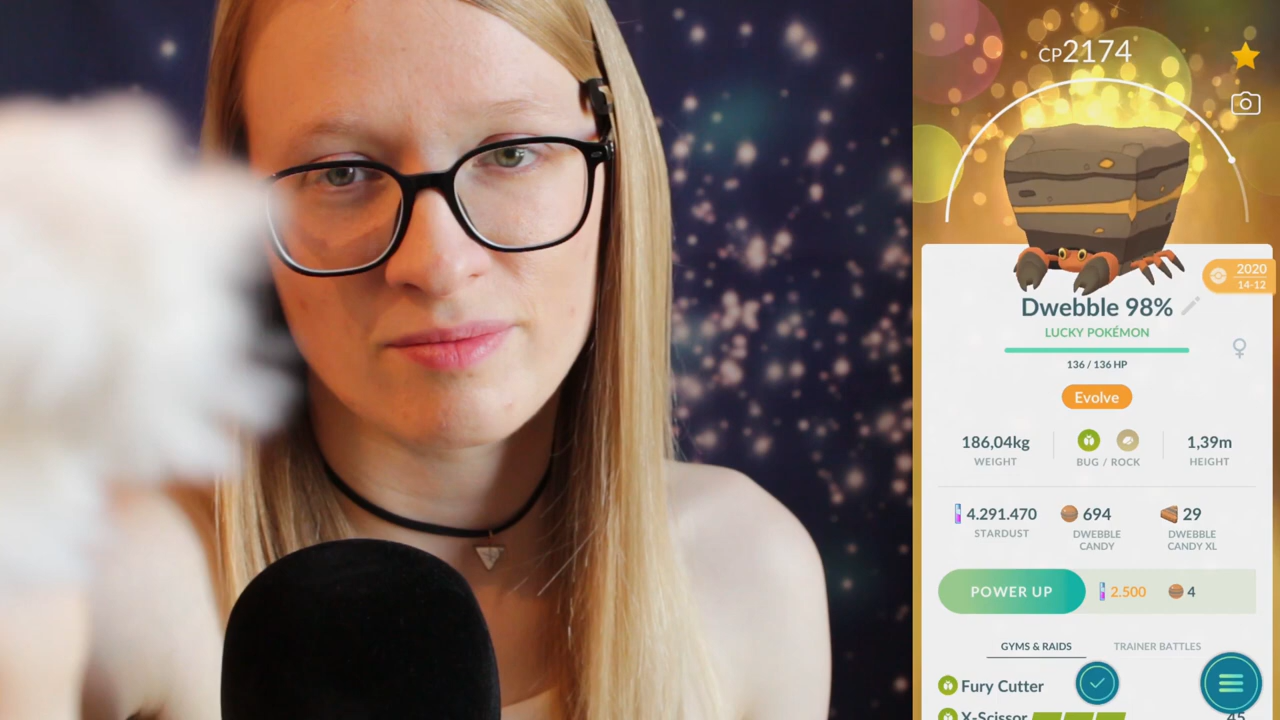 CP2174
2020
14-12
Dwebble 98%
LUCKY POKÉMON
136 / 136 HP
Evolve
186,04kg
WEIGHT
BUG / ROCK
1,39m
HEIGHT
4.291.470
STARDUST
694
DWEBBLE
CANDY
29
DWEBBLE
CANDY XL
POWER UP
2.500
4
GYMS & RAIDS
TRAINER BATTLES
Fury Cutter
X-Scissor
45